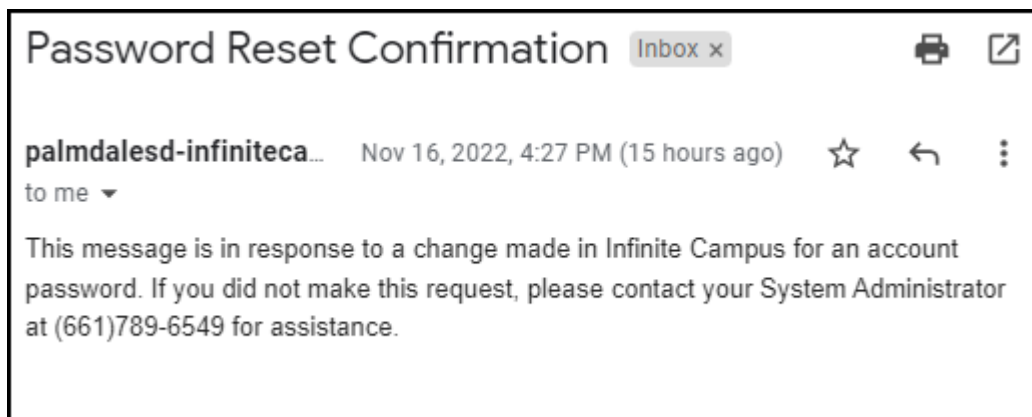 Password Reset Confirmation Inbox ×
palmdalesd-infiniteca... Nov 16, 2022, 4:27 PM (15 hours ago)
to me
This message is in response to a change made in Infinite Campus for an account
password. If you did not make this request, please contact your System Administrator
at (661)789-6549 for assistance.